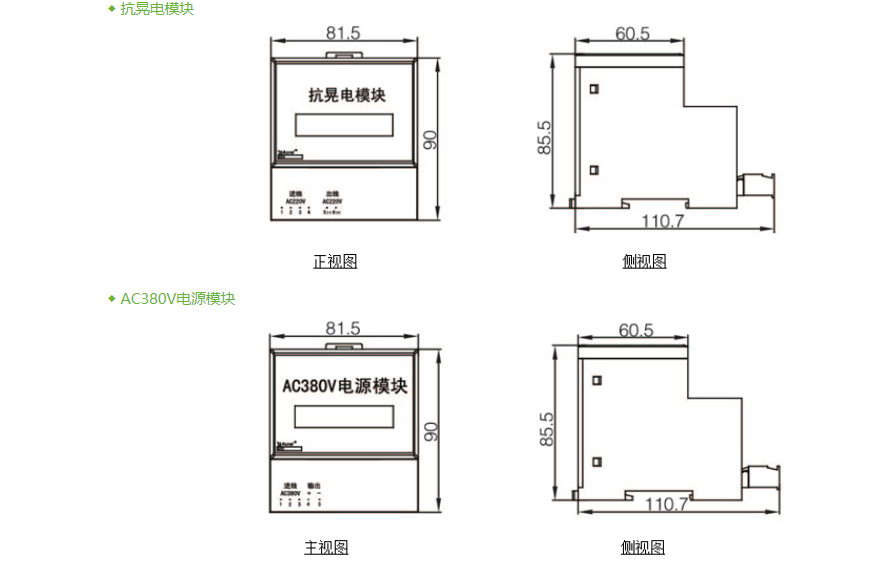 抗晃电模块
81.5
60.5
抗晃电模块
90
85.5
进线 出线
AC220V AC220V
1 2 3 4
110.7
正视图 侧视图
AC380V电源模块
81.5
60.5
AC380V电源模块
90
85.5
进线 输出
AC380V + -
1 2 3 4 5
110.7
主视图 侧视图